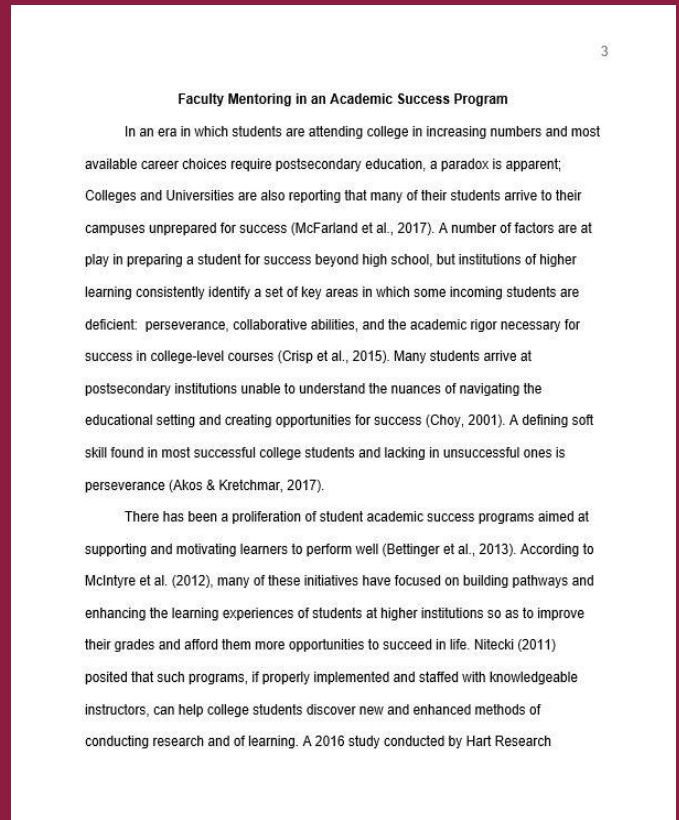 3
Faculty Mentoring in an Academic Success Program
In an era in which students are attending college in increasing numbers and most
available career choices require postsecondary education, a paradox is apparent;
Colleges and Universities are also reporting that many of their students arrive to their
campuses unprepared for success (McFarland et al., 2017). A number of factors are at
play in preparing a student for success beyond high school, but institutions of higher
learning consistently identify a set of key areas in which some incoming students are
deficient:  perseverance, collaborative abilities, and the academic rigor necessary for
success in college-level courses (Crisp et al., 2015). Many students arrive at
postsecondary institutions unable to understand the nuances of navigating the
educational setting and creating opportunities for success (Choy, 2001). A defining soft
skill found in most successful college students and lacking in unsuccessful ones is
perseverance (Akos & Kretchmar, 2017).
There has been a proliferation of student academic success programs aimed at
supporting and motivating learners to perform well (Bettinger et al., 2013). According to
McIntyre et al. (2012), many of these initiatives have focused on building pathways and
enhancing the learning experiences of students at higher institutions so as to improve
their grades and afford them more opportunities to succeed in life. Nitecki (2011)
posited that such programs, if properly implemented and staffed with knowledgeable
instructors, can help college students discover new and enhanced methods of
conducting research and of learning. A 2016 study conducted by Hart Research